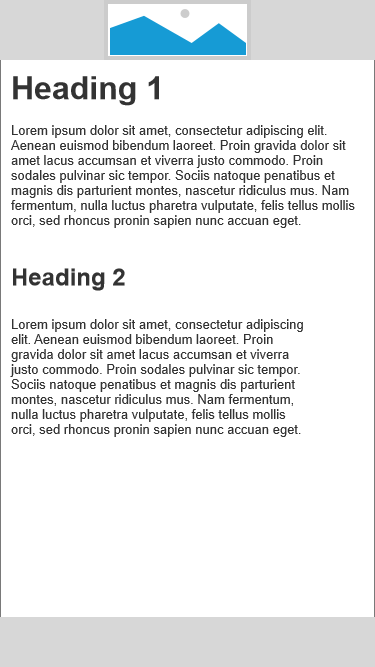 Heading 1
Lorem ipsum dolor sit amet, consectetur adipiscing elit.
Aenean euismod bibendum laoreet. Proin gravida dolor sit
amet lacus accumsan et viverra justo commodo. Proin
sodales pulvinar sic tempor. Sociis natoque penatibus et
magnis dis parturient montes, nascetur ridiculus mus. Nam
fermentum, nulla luctus pharetra vulputate, felis tellus mollis
orci, sed rhoncus pronin sapien nunc accuan eget.
Heading 2
Lorem ipsum dolor sit amet, consectetur adipiscing
elit. Aenean euismod bibendum laoreet. Proin
gravida dolor sit amet lacus accumsan et viverra
justo commodo. Proin sodales pulvinar sic tempor.
Sociis natoque penatibus et magnis dis parturient
montes, nascetur ridiculus mus. Nam fermentum,
nulla luctus pharetra vulputate, felis tellus mollis
orci, sed rhoncus pronin sapien nunc accuan eget.